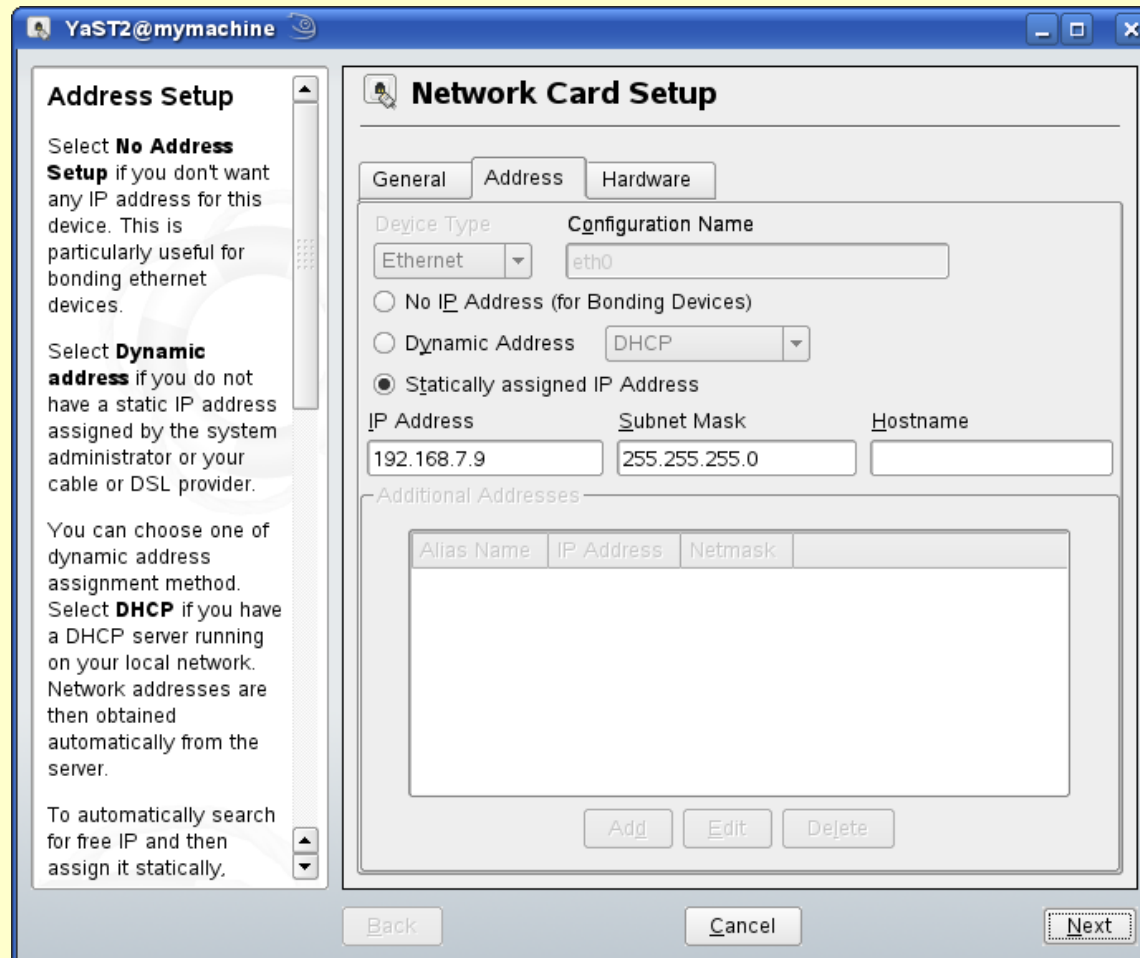 YaST2@mymachine
Address Setup
Select No Address
Setup if you don't want
any IP address for this
device. This is
particularly useful for
bonding ethernet
devices.
Select Dynamic
address if you do not
have a static IP address
assigned by the system
administrator or your
cable or DSL provider.
You can choose one of
dynamic address
assignment method.
Select DHCP if you have
a DHCP server running
on your local network.
Network addresses are
then obtained
automatically from the
server.
To automatically search
for free IP and then
assign it statically,
Network Card Setup
General Address Hardware
Device Type Configuration Name
Ethernet eth0
No IP Address (for Bonding Devices)
Dynamic Address DHCP
Statically assigned IP Address
IP Address Subnet Mask Hostname
192.168.7.9 255.255.255.0
Additional Addresses
Alias Name IP Address Netmask
Add Edit Delete
Back Cancel Next